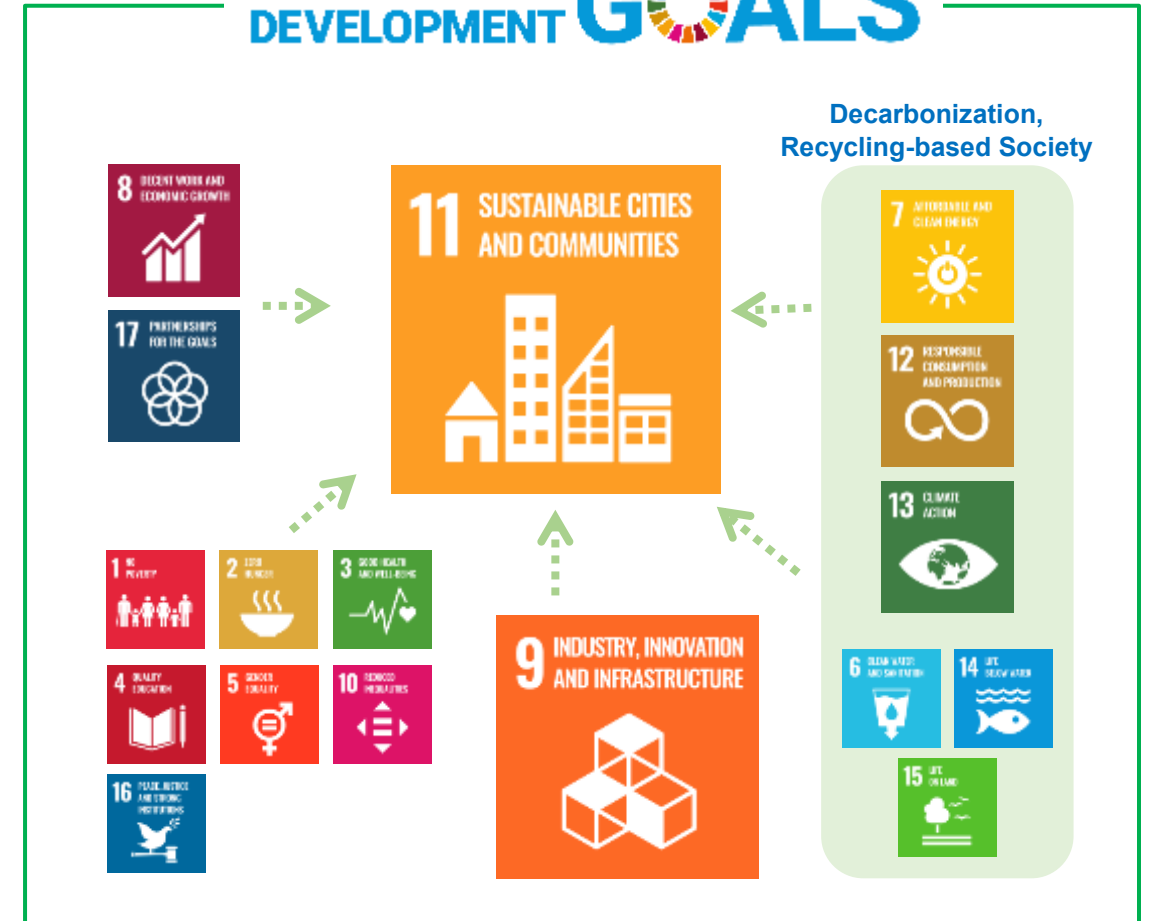 DEVELOPMENT GOALS
Decarbonization,
Recycling-based Society
8 DECENT WORK AND
ECONOMIC GROWTH
17 PARTNERSHIPS
FOR THE GOALS
11 SUSTAINABLE CITIES
AND COMMUNITIES
7 AFFORDABLE AND
CLEAN ENERGY
12 RESPONSIBLE
CONSUMPTION
AND PRODUCTION
13 CLIMATE
ACTION
1 NO
POVERTY
2 ZERO
HUNGER
3 GOOD HEALTH
AND WELL-BEING
4 QUALITY
EDUCATION
5 GENDER
EQUALITY
10 REDUCED
INEQUALITIES
16 PEACE, JUSTICE
AND STRONG
INSTITUTIONS
9 INDUSTRY, INNOVATION
AND INFRASTRUCTURE
6 CLEAN WATER
AND SANITATION
14 LIFE
BELOW WATER
15 LIFE
ON LAND